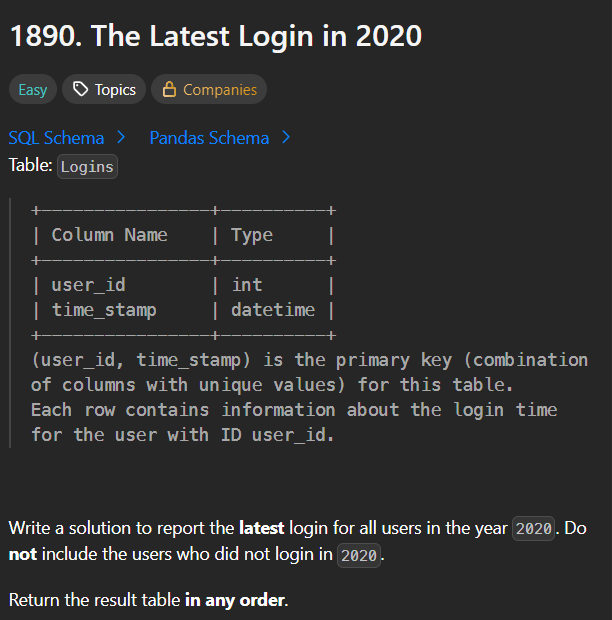 1890. The Latest Login in 2020
Easy Topics Companies
SQL Schema > Pandas Schema >
Table: Logins
+----------------+----------+
| Column Name    | Type     |
+----------------+----------+
| user_id        | int      |
| time_stamp     | datetime |
+----------------+----------+
(user_id, time_stamp) is the primary key (combination
of columns with unique values) for this table.
Each row contains information about the login time
for the user with ID user_id.
Write a solution to report the latest login for all users in the year 2020. Do
not include the users who did not login in 2020.
Return the result table in any order.